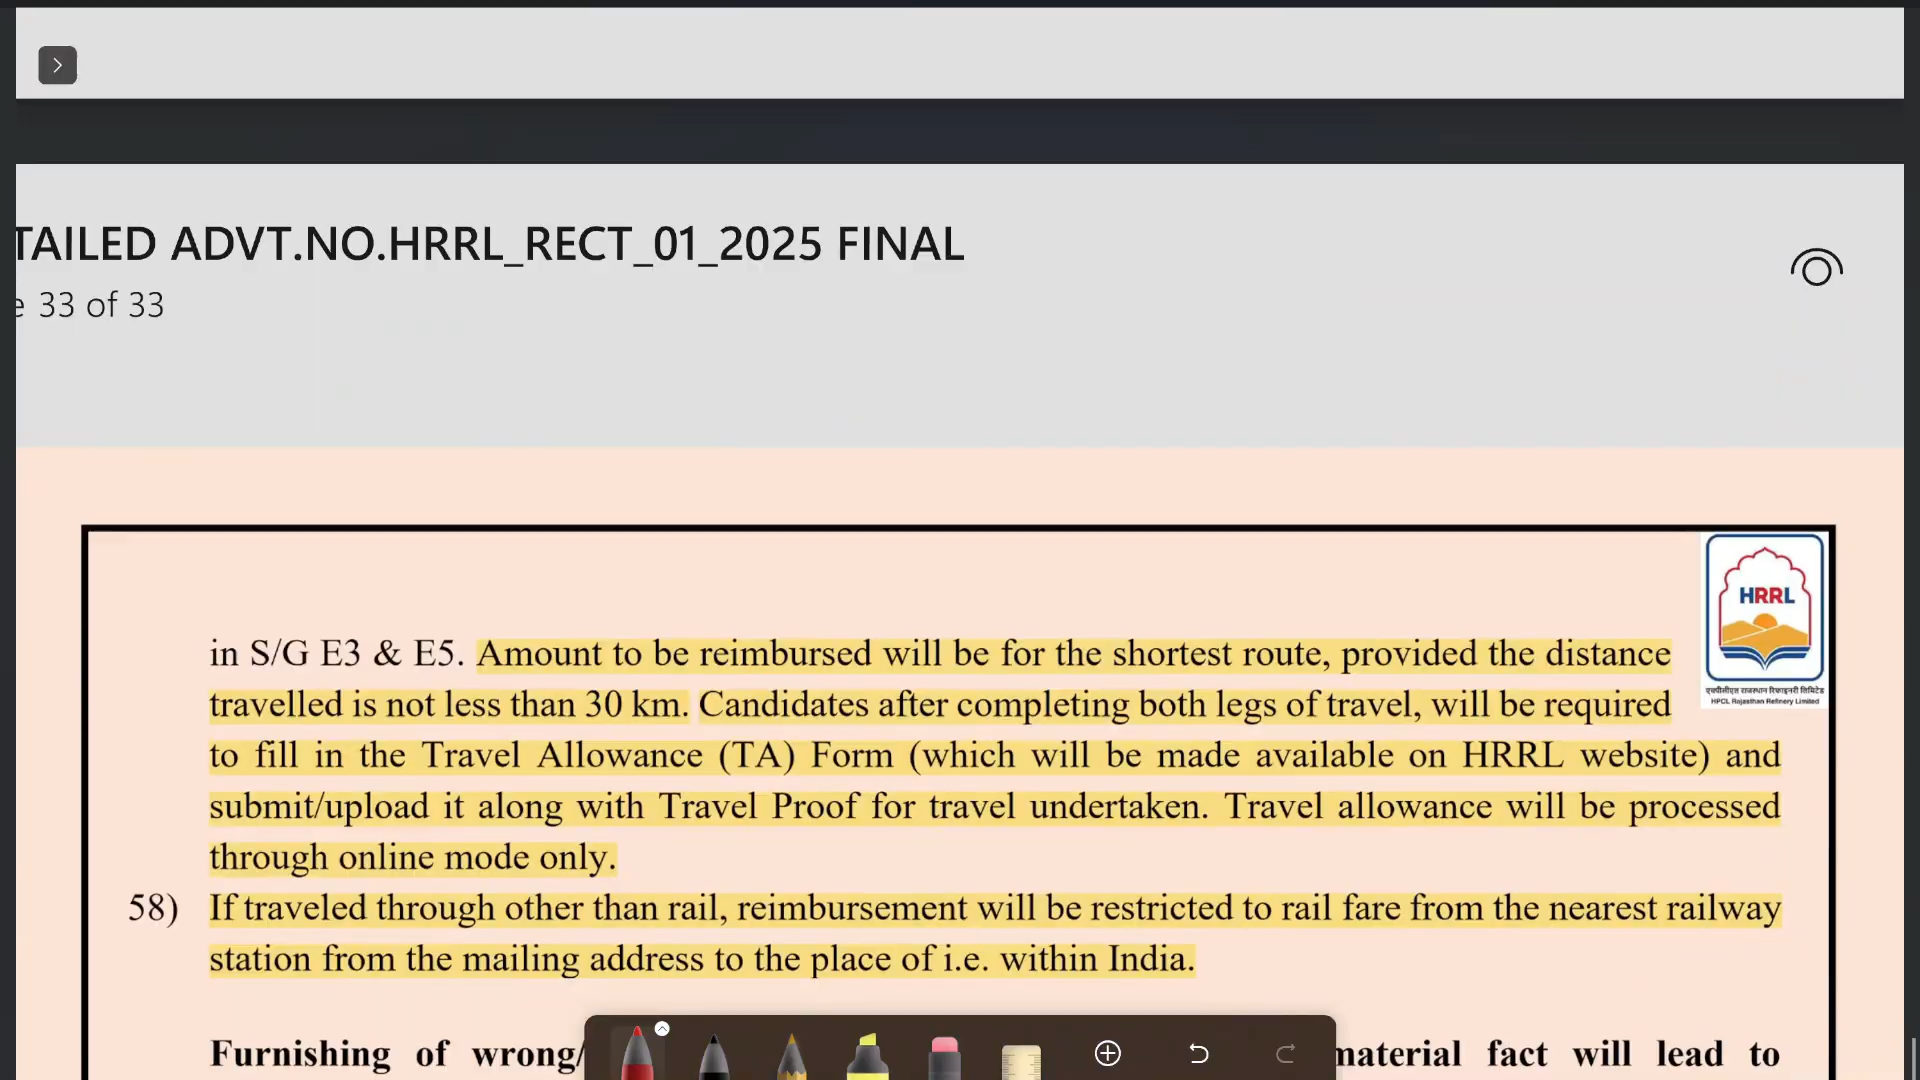 TAILED ADVT.NO.HRRL_RECT_01_2025 FINAL
e 33 of 33
HRRL
एचपीसीएल राजस्थान रिफाइनरी लिमिटेड
HPCL Rajasthan Refinery Limited
in S/G E3 & E5. Amount to be reimbursed will be for the shortest route, provided the distance
travelled is not less than 30 km. Candidates after completing both legs of travel, will be required
to fill in the Travel Allowance (TA) Form (which will be made available on HRRL website) and
submit/upload it along with Travel Proof for travel undertaken. Travel allowance will be processed
through online mode only.
58) If traveled through other than rail, reimbursement will be restricted to rail fare from the nearest railway
station from the mailing address to the place of i.e. within India.
Furnishing of wrong/ material fact will lead to